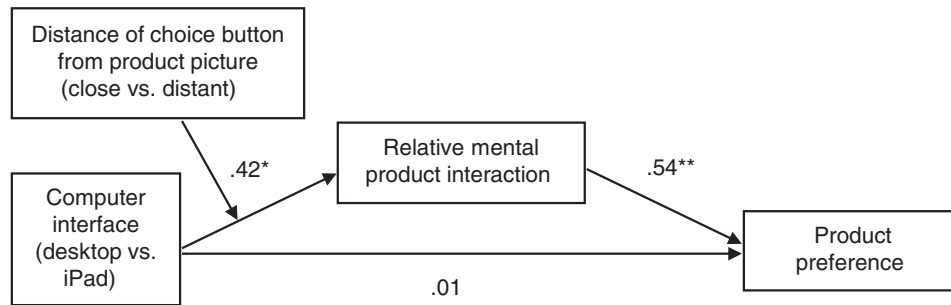 Distance of choice button
from product picture
(close vs. distant)
.42*
Relative mental
product interaction
.54**
Computer
interface
(desktop vs.
iPad)
Product
preference
.01